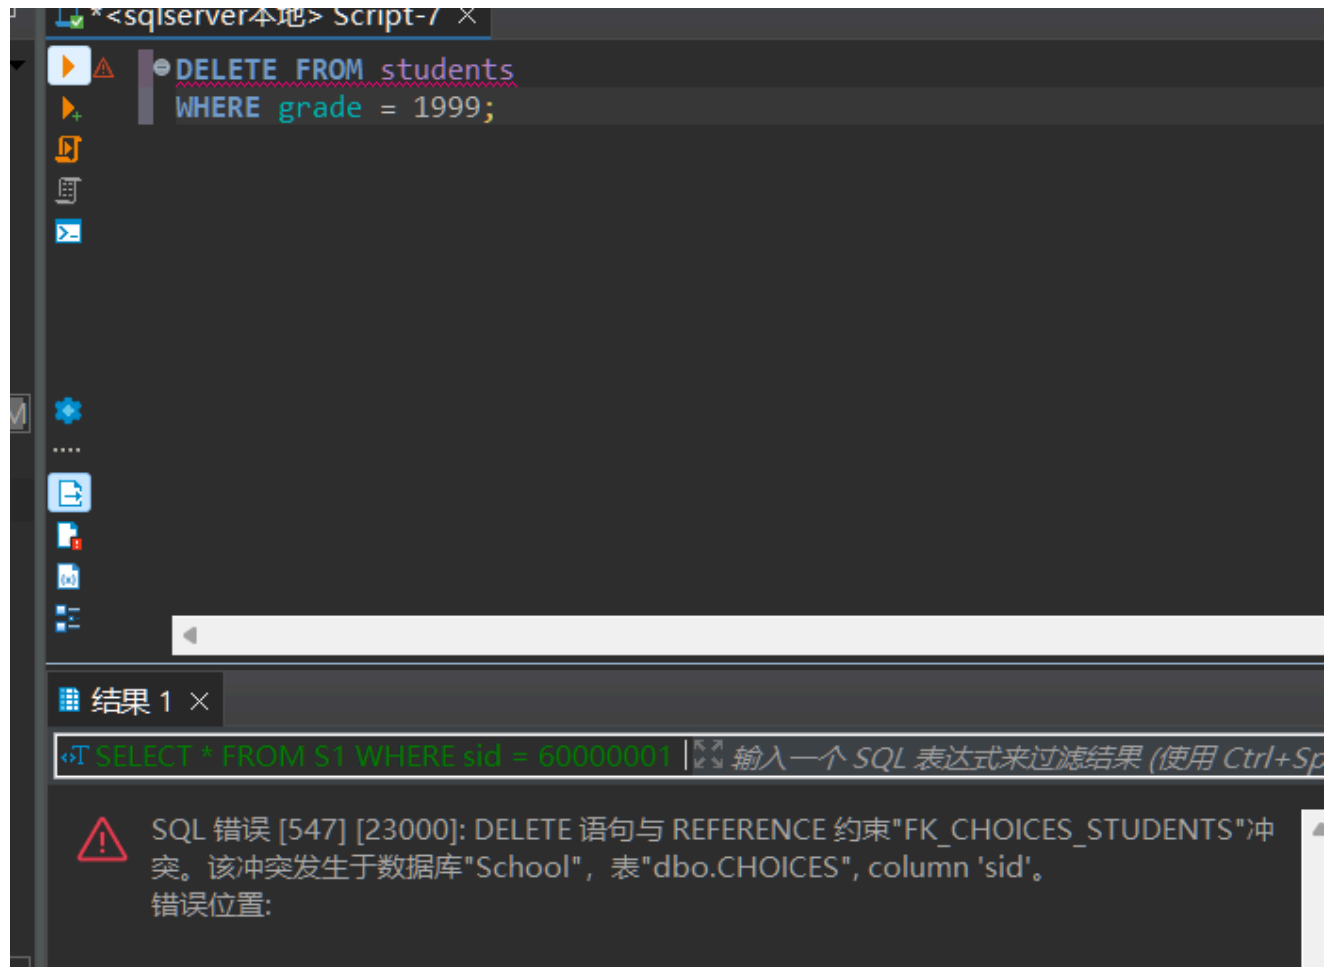 *<sqlserver本地> Script-7
DELETE FROM students
WHERE grade = 1999;
结果 1
SELECT * FROM S1 WHERE sid = 60000001
输入一个 SQL 表达式来过滤结果 (使用 Ctrl+Sp
SQL 错误 [547] [23000]: DELETE 语句与 REFERENCE 约束"FK_CHOICES_STUDENTS"冲
突。该冲突发生于数据库"School"，表"dbo.CHOICES", column 'sid'。
错误位置: